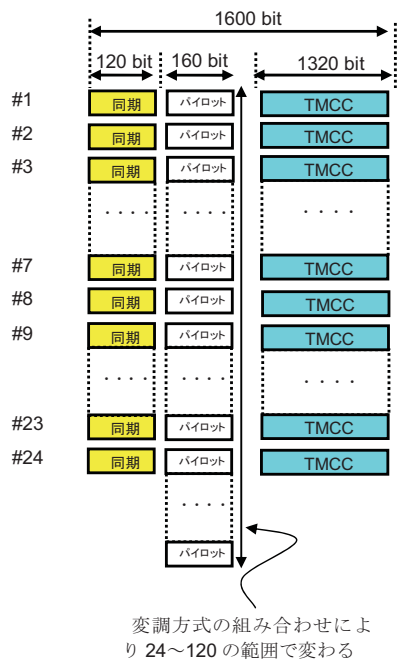 1600 bit
120 bit 160 bit 1320 bit
#1 同期 パイロット TMCC
#2 同期 パイロット TMCC
#3 同期 パイロット TMCC
・・・・ ・・・・ ・・・・
#7 同期 パイロット TMCC
#8 同期 パイロット TMCC
#9 同期 パイロット TMCC
・・・・ ・・・・ ・・・・
#23 同期 パイロット TMCC
#24 同期 パイロット TMCC
・・・・
パイロット
変調方式の組み合わせによ
り 24～120 の範囲で変わる